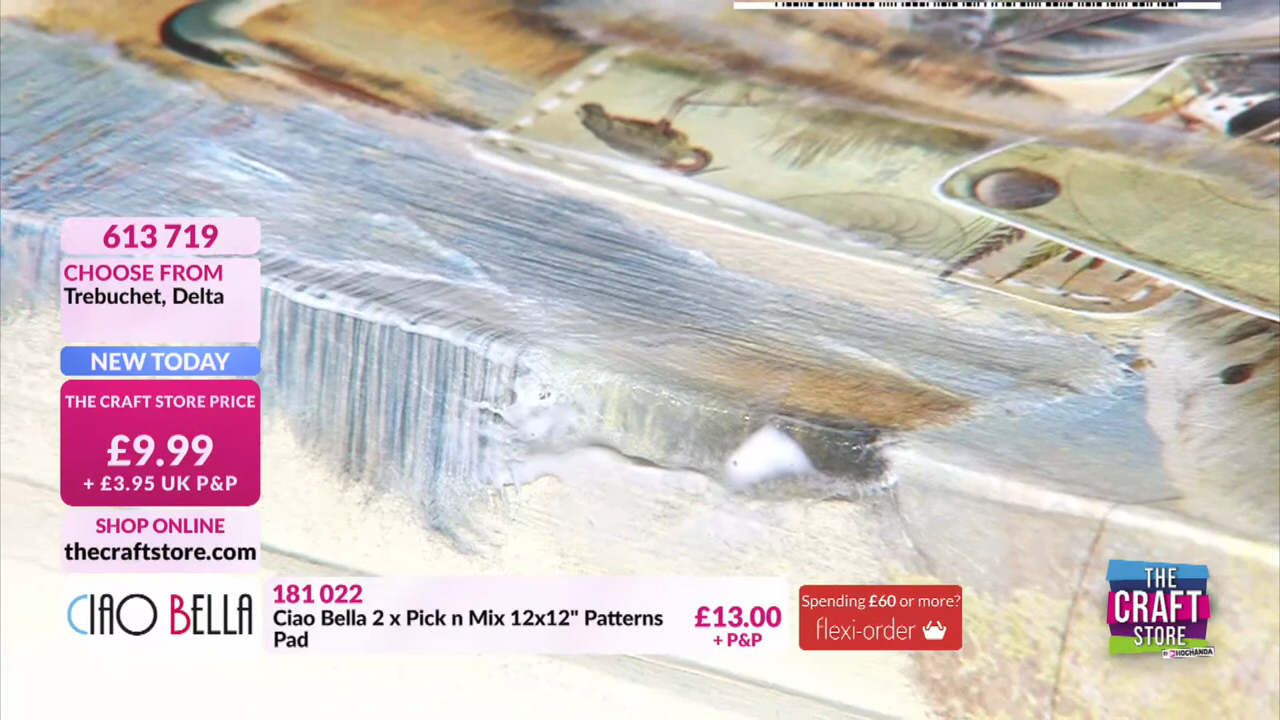 613 719
CHOOSE FROM
Trebuchet, Delta
NEW TODAY
THE CRAFT STORE PRICE
£9.99
+ £3.95 UK P&P
SHOP ONLINE
thecraftstore.com
CIAO BELLA
181 022
Ciao Bella 2 x Pick n Mix 12x12" Patterns
Pad
£13.00
+ P&P
Spending £60 or more?
flexi-order
THE
CRAFT
STORE
HOCHANDA